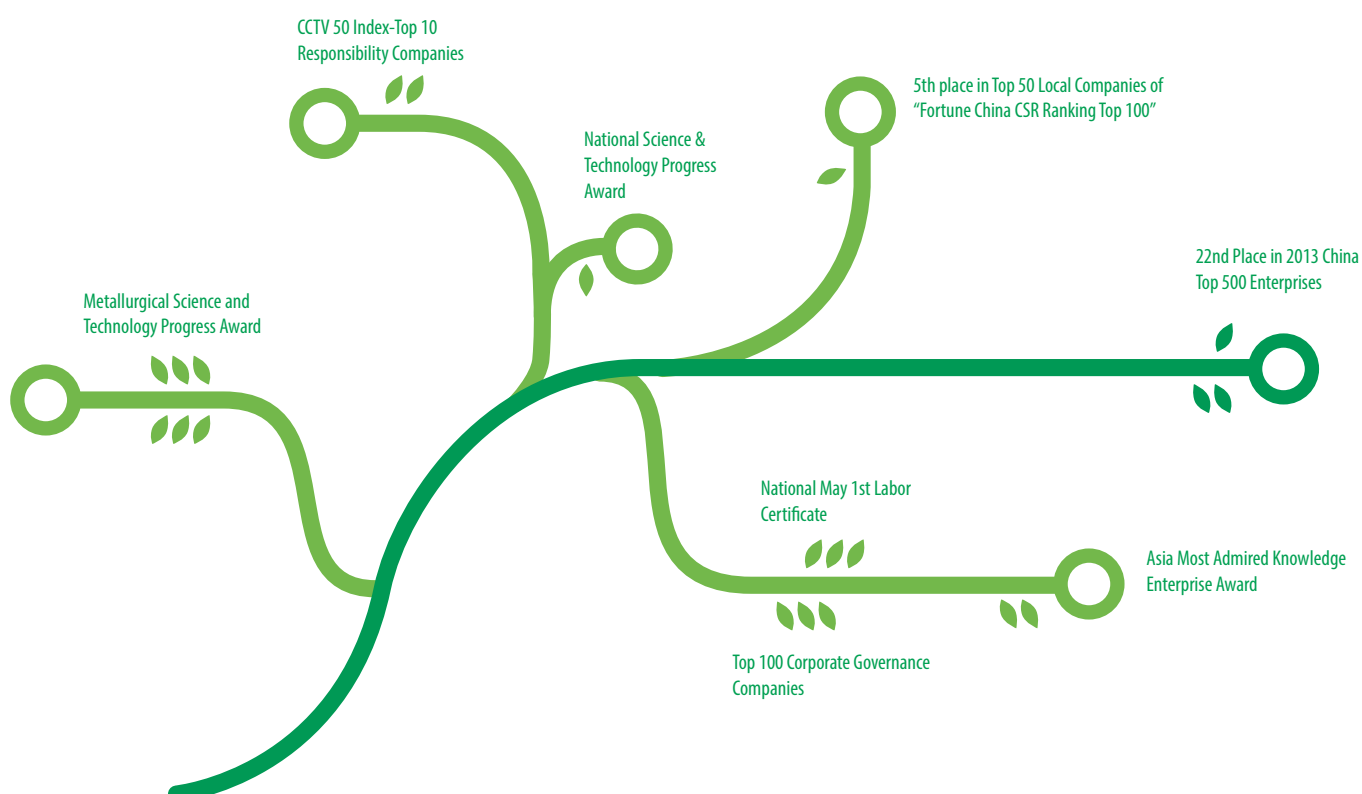 CCTV 50 Index-Top 10
Responsibility Companies
5th place in Top 50 Local Companies of
“Fortune China CSR Ranking Top 100”
National Science &
Technology Progress
Award
22nd Place in 2013 China
Top 500 Enterprises
Metallurgical Science and
Technology Progress Award
National May 1st Labor
Certificate
Asia Most Admired Knowledge
Enterprise Award
Top 100 Corporate Governance
Companies